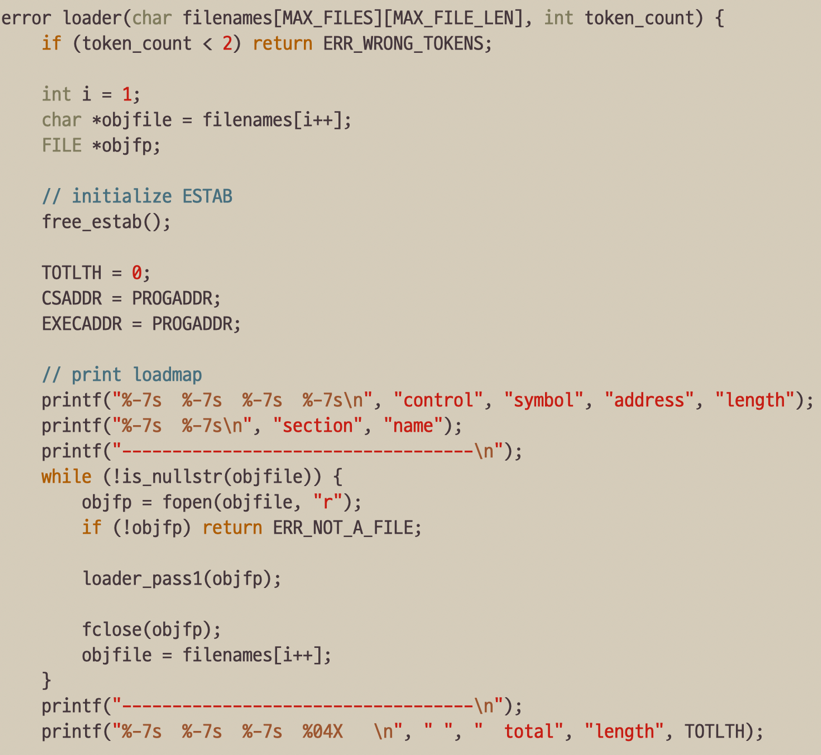 error loader(char filenames[MAX_FILES][MAX_FILE_LEN], int token_count) {
    if (token_count < 2) return ERR_WRONG_TOKENS;

    int i = 1;
    char *objfile = filenames[i++];
    FILE *objfp;

    // initialize ESTAB
    free_estab();

    TOTLTH = 0;
    CSADDR = PROGADDR;
    EXECADDR = PROGADDR;

    // print loadmap
    printf("%-7s  %-7s  %-7s  %-7s\n", "control", "symbol", "address", "length");
    printf("%-7s  %-7s\n", "section", "name");
    printf("-----------------------------------\n");
    while (!is_nullstr(objfile)) {
        objfp = fopen(objfile, "r");
        if (!objfp) return ERR_NOT_A_FILE;

        loader_pass1(objfp);

        fclose(objfp);
        objfile = filenames[i++];
    }
    printf("-----------------------------------\n");
    printf("%-7s  %-7s  %-7s  %04X   \n", " ", "  total", "length", TOTLTH);